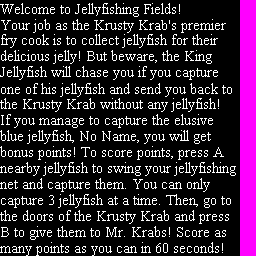 Welcome to Jellyfishing Fields!
Your job as the Krusty Krab's premier
fry cook is to collect jellyfish for their
delicious jelly! But beware, the King
Jellyfish will chase you if you capture
one of his jellyfish and send you back to
the Krusty Krab without any jellyfish!
If you manage to capture the elusive
blue jellyfish, No Name, you will get
bonus points! To score points, press A
nearby jellyfish to swing your jellyfishing
net and capture them. You can only
capture 3 jellyfish at a time. Then, go to
the doors of the Krusty Krab and press
B to give them to Mr. Krabs! Score as
many points as you can in 60 seconds!